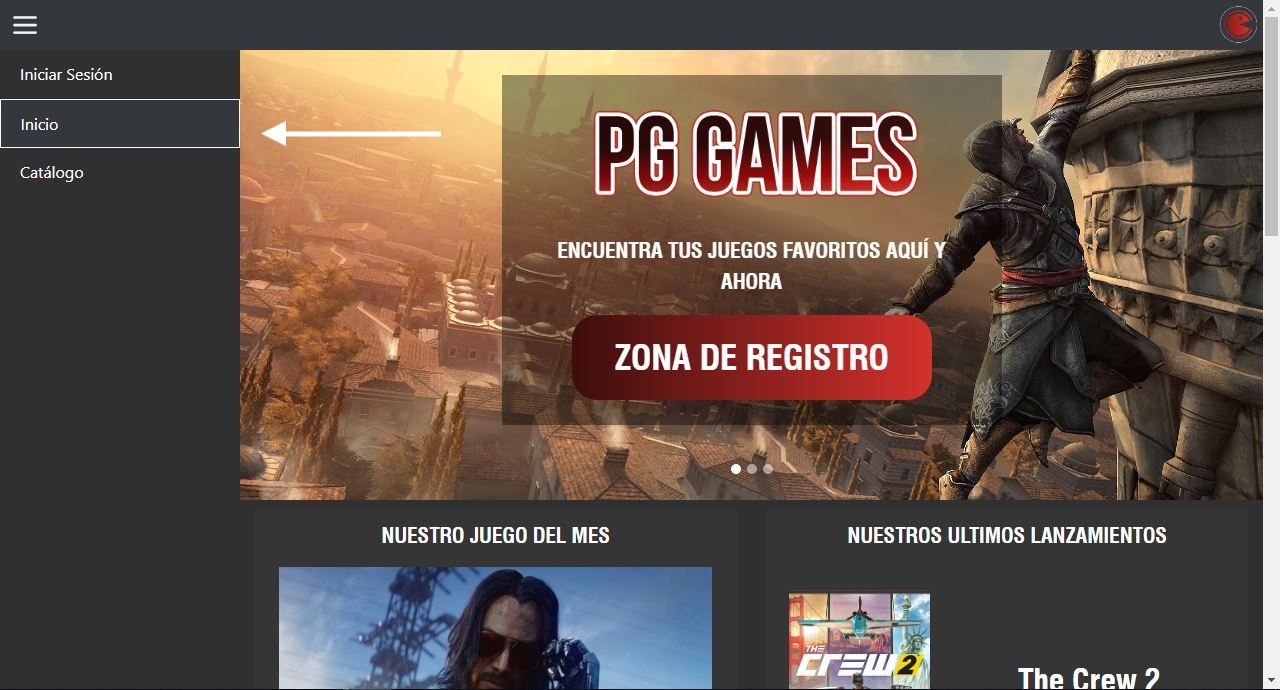 Iniciar Sesión
Inicio
Catálogo
PG GAMES
ENCUENTRA TUS JUEGOS FAVORITOS AQUÍ Y
AHORA
ZONA DE REGISTRO
NUESTRO JUEGO DEL MES
NUESTROS ULTIMOS LANZAMIENTOS
THE
CREW 2
The Crew 2